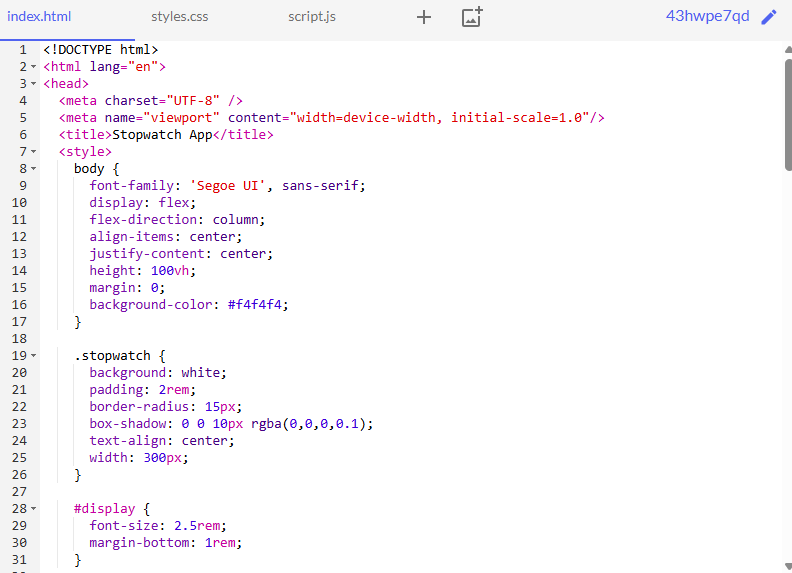 index.html styles.css script.js 43hwpe7qd
1 <!DOCTYPE html>
2 <html lang="en">
3 <head>
4 <meta charset="UTF-8" />
5 <meta name="viewport" content="width=device-width, initial-scale=1.0"/>
6 <title>Stopwatch App</title>
7 <style>
8 body {
9 font-family: 'Segoe UI', sans-serif;
10 display: flex;
11 flex-direction: column;
12 align-items: center;
13 justify-content: center;
14 height: 100vh;
15 margin: 0;
16 background-color: #f4f4f4;
17 }
18
19 .stopwatch {
20 background: white;
21 padding: 2rem;
22 border-radius: 15px;
23 box-shadow: 0 0 10px rgba(0,0,0,0.1);
24 text-align: center;
25 width: 300px;
26 }
27
28 #display {
29 font-size: 2.5rem;
30 margin-bottom: 1rem;
31 }